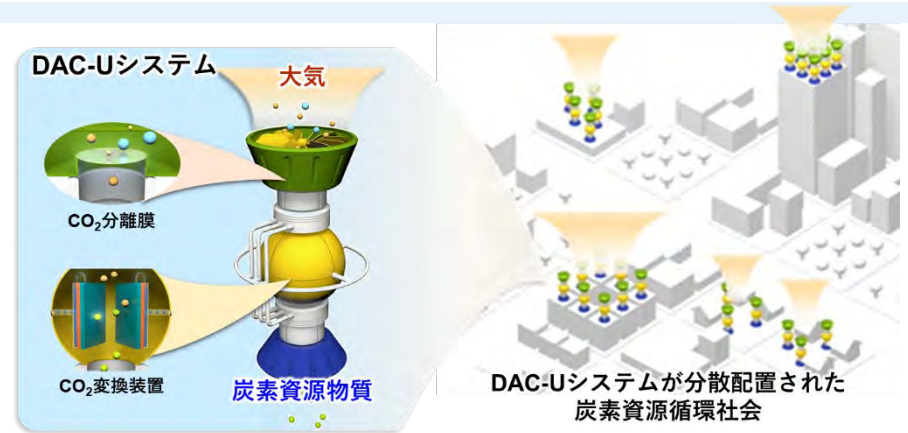 DAC-Uシステム
大気
CO₂分離膜
CO₂変換装置
炭素資源物質
DAC-Uシステムが分散配置された
炭素資源循環社会